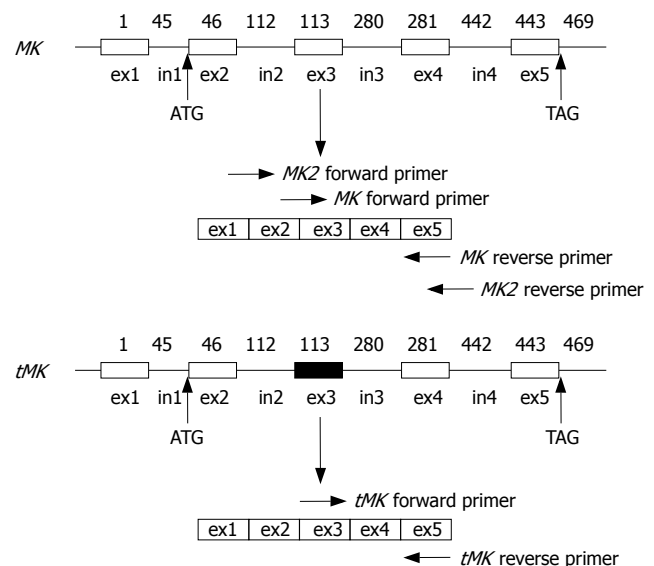 1 45 46 112 113 280 281 442 443 469
MK
ex1 in1 ex2 in2 ex3 in3 ex4 in4 ex5
ATG TAG
MK2 forward primer
MK forward primer
ex1 ex2 ex3 ex4 ex5
MK reverse primer
MK2 reverse primer
1 45 46 112 113 280 281 442 443 469
tMK
ex1 in1 ex2 in2 ex3 in3 ex4 in4 ex5
ATG TAG
tMK forward primer
ex1 ex2 ex3 ex4 ex5
tMK reverse primer